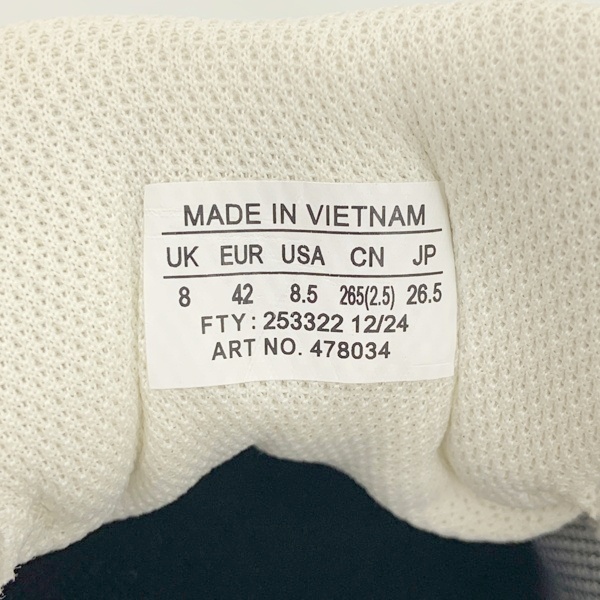 MADE IN VIETNAM
UK EUR USA CN JP
8 42 8.5 265(2.5) 26.5
FTY: 253322 12/24
ART NO. 478034